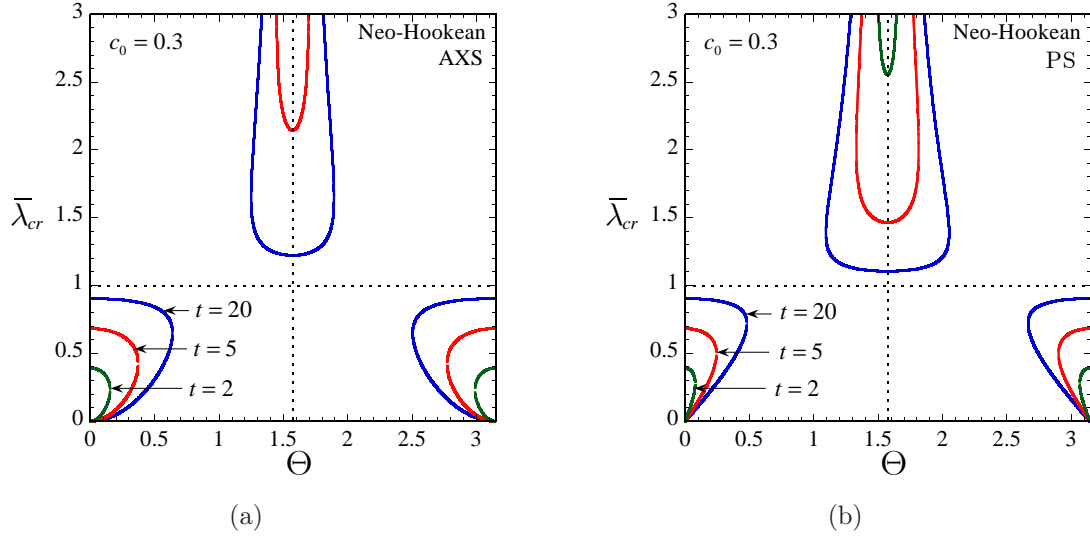 3
2.5
2
1.5
1
0.5
0
c₀ = 0.3
Neo-Hookean
AXS
λ̄cr
t = 20
t = 5
t = 2
0 0.5 1 1.5 2 2.5 3
Θ
(a)
3
2.5
2
1.5
1
0.5
0
c₀ = 0.3
Neo-Hookean
PS
λ̄cr
t = 20
t = 5
t = 2
0 0.5 1 1.5 2 2.5 3
Θ
(b)